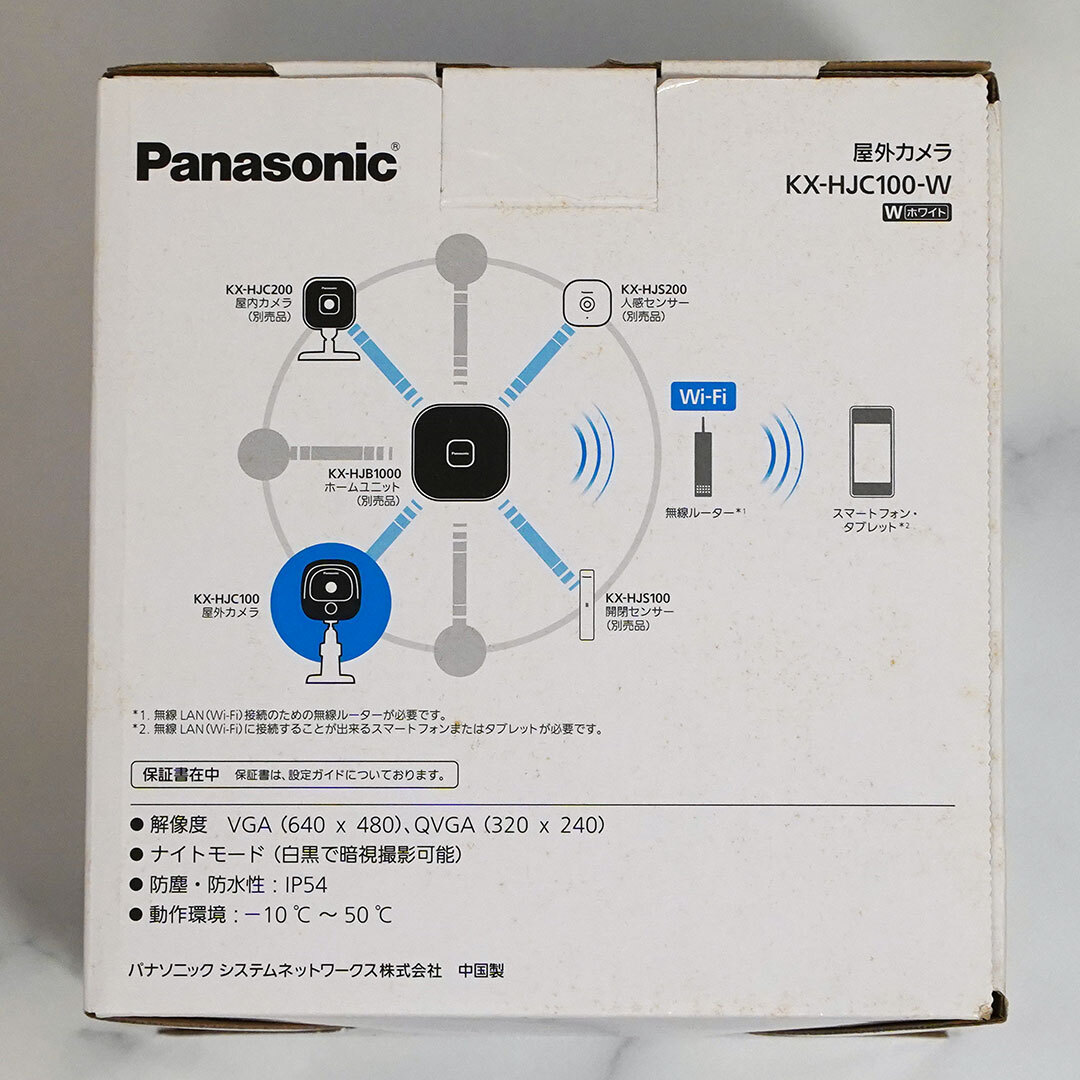 Panasonic®
屋外カメラ
KX-HJC100-W
W ホワイト
KX-HJC200
屋内カメラ
(別売品)
Panasonic
KX-HJS200
人感センサー
(別売品)
Wi-Fi
Panasonic
KX-HJB1000
ホームユニット
(別売品)
無線ルーター*1
スマートフォン・
タブレット*2
KX-HJC100
屋外カメラ
Panasonic
KX-HJS100
開閉センサー
(別売品)
*1. 無線 LAN(Wi-Fi)接続のための無線ルーターが必要です。
*2. 無線 LAN(Wi-Fi)に接続することが出来るスマートフォンまたはタブレットが必要です。
保証書在中 保証書は、設定ガイドについております。
● 解像度 VGA (640 x 480)、QVGA (320 x 240)
● ナイトモード (白黒で暗視撮影可能)
● 防塵・防水性 : IP54
● 動作環境 : −10 ℃ ～ 50 ℃
パナソニック システムネットワークス株式会社 中国製